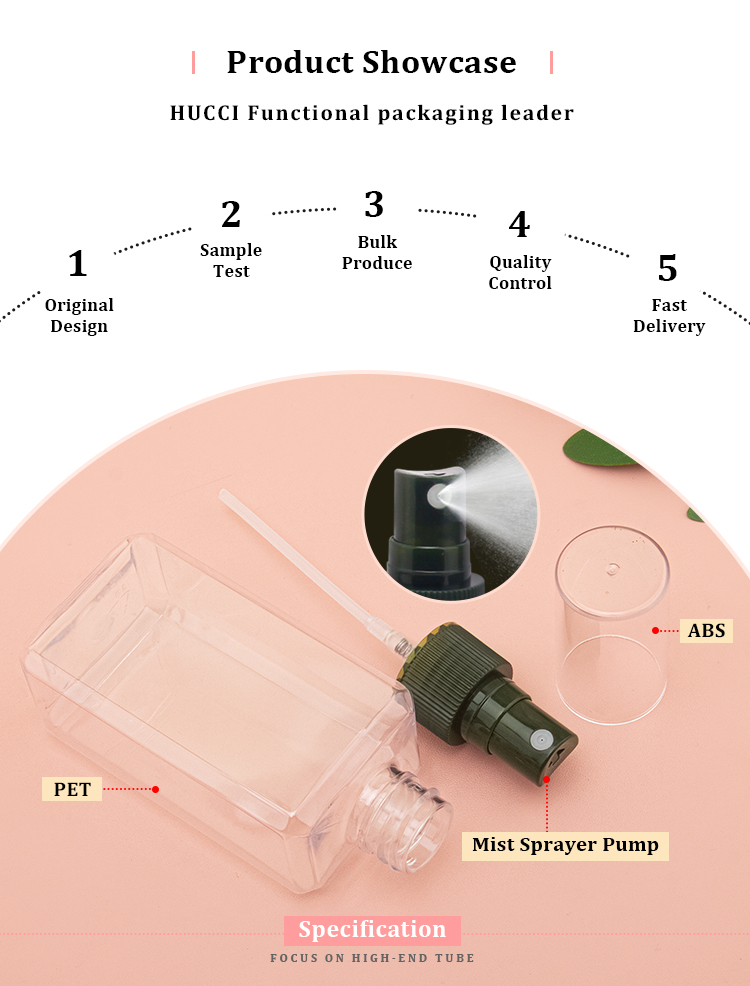 Product Showcase
HUCCI Functional packaging leader
1
Original
Design
2
Sample
Test
3
Bulk
Produce
4
Quality
Control
5
Fast
Delivery
ABS
PET
Mist Sprayer Pump
Specification
FOCUS ON HIGH-END TUBE